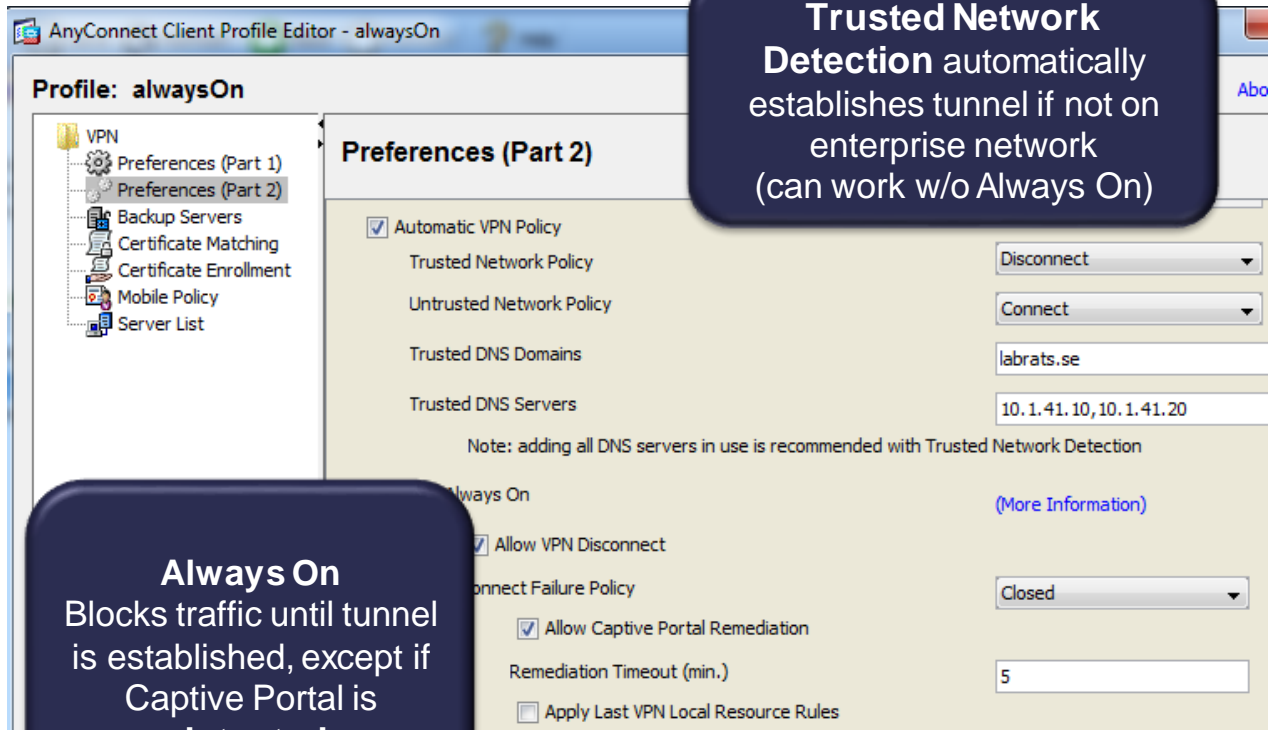 AnyConnect Client Profile Editor - alwaysOn
Trusted Network
Detection automatically
establishes tunnel if not on
enterprise network
(can work w/o Always On)
Profile: alwaysOn
Abo
VPN
Preferences (Part 1)
Preferences (Part 2)
Backup Servers
Certificate Matching
Certificate Enrollment
Mobile Policy
Server List
Preferences (Part 2)
Automatic VPN Policy
Trusted Network Policy
Disconnect
Untrusted Network Policy
Connect
Trusted DNS Domains
labrats.se
Trusted DNS Servers
10.1.41.10,10.1.41.20
Note: adding all DNS servers in use is recommended with Trusted Network Detection
Always On
(More Information)
Allow VPN Disconnect
onnect Failure Policy
Closed
Allow Captive Portal Remediation
Remediation Timeout (min.)
5
Apply Last VPN Local Resource Rules
Always On
Blocks traffic until tunnel
is established, except if
Captive Portal is